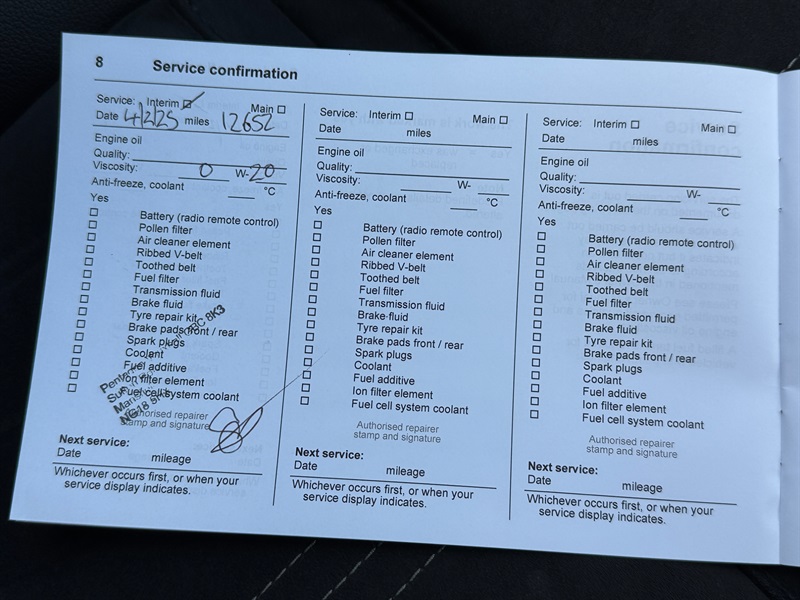 8 Service confirmation
Service: Interim Main
Date 4/2/25 miles 12652
Engine oil
Quality:
Viscosity: 0 W-20
Anti-freeze, coolant °C
Yes
Battery (radio remote control)
Pollen filter
Air cleaner element
Ribbed V-belt
Toothed belt
Fuel filter
Transmission fluid
Brake fluid
Tyre repair kit
Brake pads front / rear
Spark plugs
Coolant
Fuel additive
Ion filter element
Fuel cell system coolant
8K3
NG18
Authorised repairer
stamp and signature
Next service:
Date mileage
Whichever occurs first, or when your
service display indicates.
Service: Interim Main
Date miles
Engine oil
Quality:
Viscosity: W-
Anti-freeze, coolant °C
Yes
Battery (radio remote control)
Pollen filter
Air cleaner element
Ribbed V-belt
Toothed belt
Fuel filter
Transmission fluid
Brake fluid
Tyre repair kit
Brake pads front / rear
Spark plugs
Coolant
Fuel additive
Ion filter element
Fuel cell system coolant
Authorised repairer
stamp and signature
Next service:
Date mileage
Whichever occurs first, or when your
service display indicates.
Service: Interim Main
Date miles
Engine oil
Quality:
Viscosity: W-
Anti-freeze, coolant °C
Yes
Battery (radio remote control)
Pollen filter
Air cleaner element
Ribbed V-belt
Toothed belt
Fuel filter
Transmission fluid
Brake fluid
Tyre repair kit
Brake pads front / rear
Spark plugs
Coolant
Fuel additive
Ion filter element
Fuel cell system coolant
Authorised repairer
stamp and signature
Next service:
Date mileage
Whichever occurs first, or when your
service display indicates.